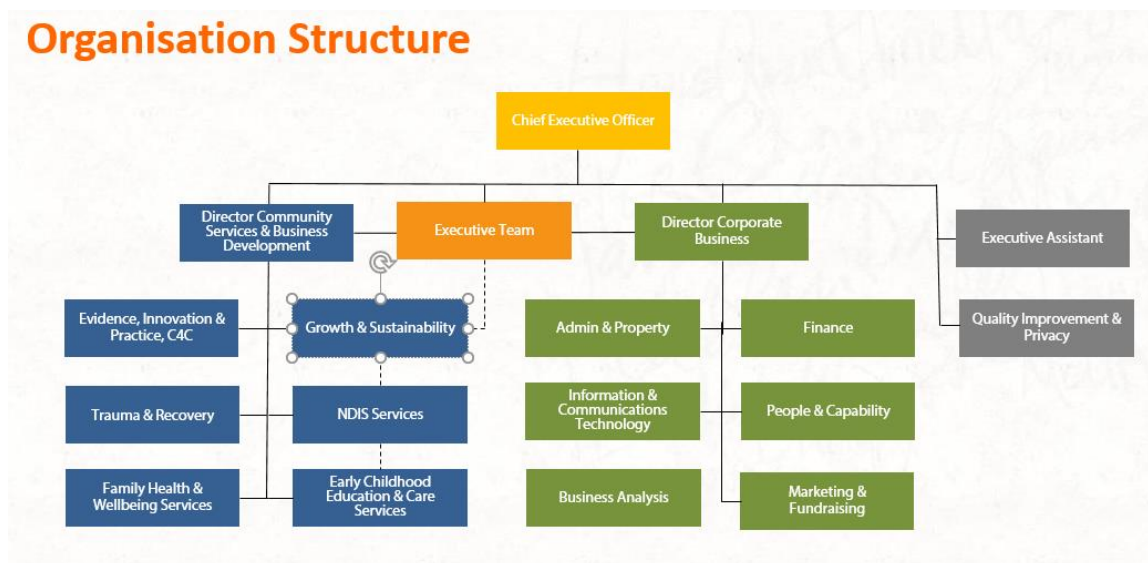 Organisation Structure
Chief Executive Officer
Director Community
Services & Business
Development
Executive Team
Director Corporate
Business
Executive Assistant
Evidence, Innovation &
Practice, C4C
Growth & Sustainability
Admin & Property
Finance
Quality Improvement &
Privacy
Trauma & Recovery
NDIS Services
Information &
Communications
Technology
People & Capability
Family Health &
Wellbeing Services
Early Childhood
Education & Care
Services
Business Analysis
Marketing &
Fundraising